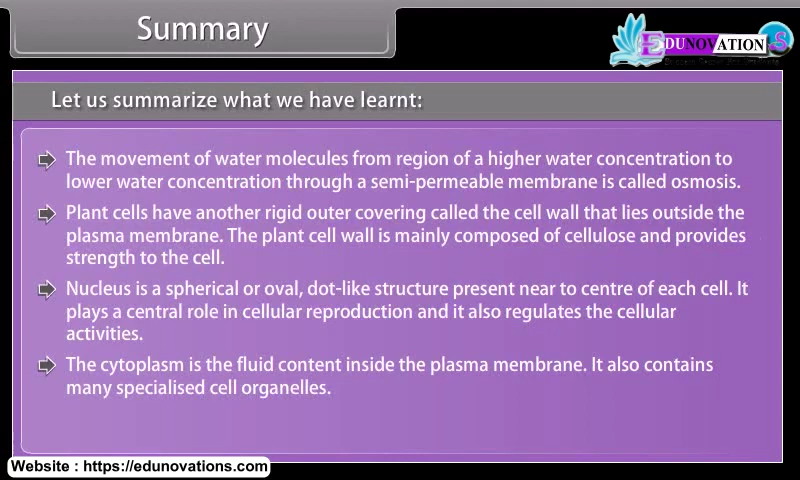 Summary
EDUNOVATION.S
Let us summarize what we have learnt:
The movement of water molecules from region of a higher water concentration to
lower water concentration through a semi-permeable membrane is called osmosis.
Plant cells have another rigid outer covering called the cell wall that lies outside the
plasma membrane. The plant cell wall is mainly composed of cellulose and provides
strength to the cell.
Nucleus is a spherical or oval, dot-like structure present near to centre of each cell. It
plays a central role in cellular reproduction and it also regulates the cellular
activities.
The cytoplasm is the fluid content inside the plasma membrane. It also contains
many specialised cell organelles.
Website : https://edunovations.com